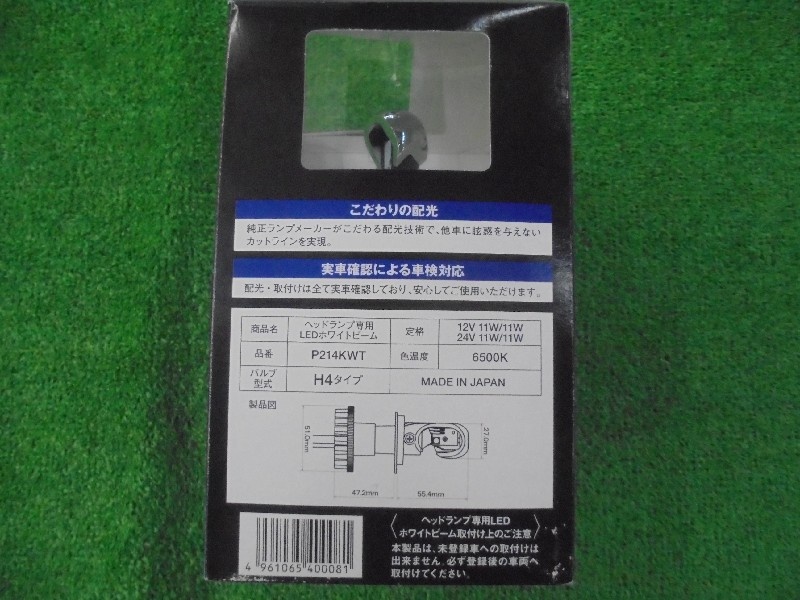 こだわりの配光
純正ランプメーカーがこだわる配光技術で、他車に眩惑を与えない
カットラインを実現。
実車確認による車検対応
配光・取付けは全て実車確認しており、安心してご使用いただけます。
商品名 ヘッドランプ専用 LEDホワイトビーム 定格 12V 11W/11W 24V 11W/11W
品番 P214KWT 色温度 6500K
バルブ型式 H4タイプ MADE IN JAPAN
製品図
51.0mm
27.0mm
47.2mm 55.4mm
4 961065 400081
ヘッドランプ専用LED
ホワイトビーム取付け上のご注意
本製品は、未登録車への取付けは
出来ません。必ず登録後の車両へ
取付けてください。